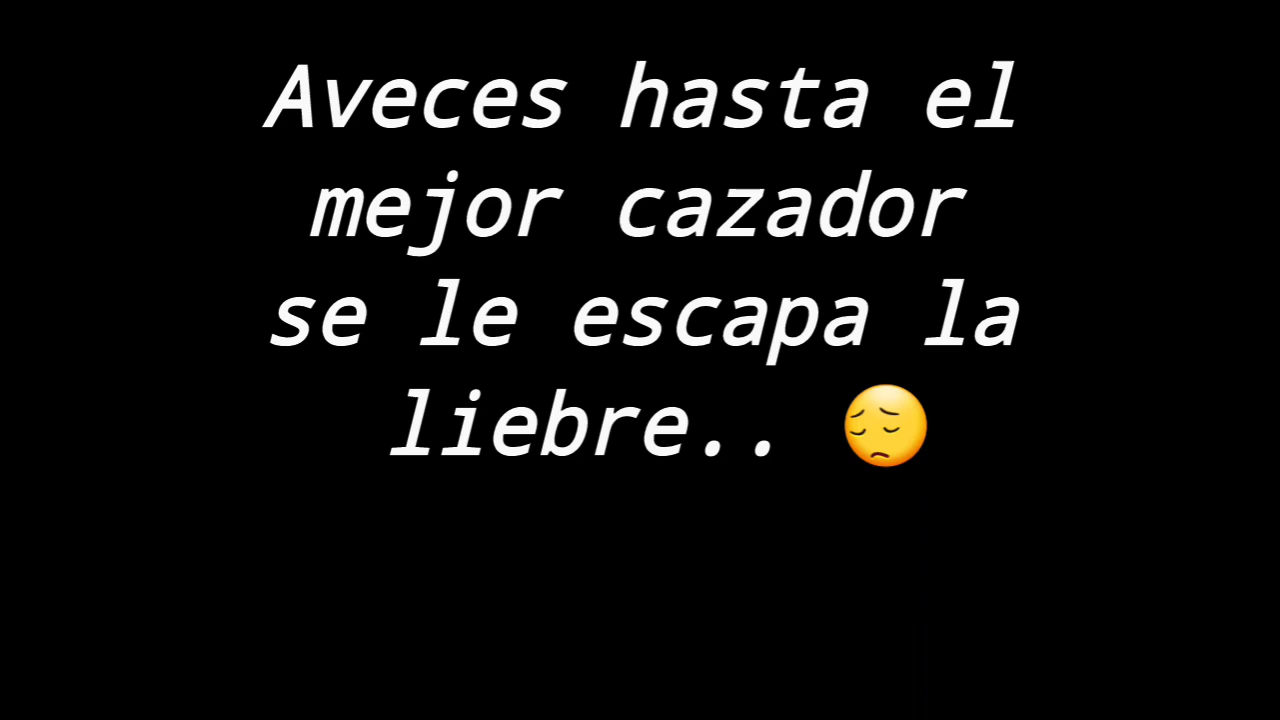 Aveces hasta el
mejor cazador
se le escapa la
liebre.. 😔